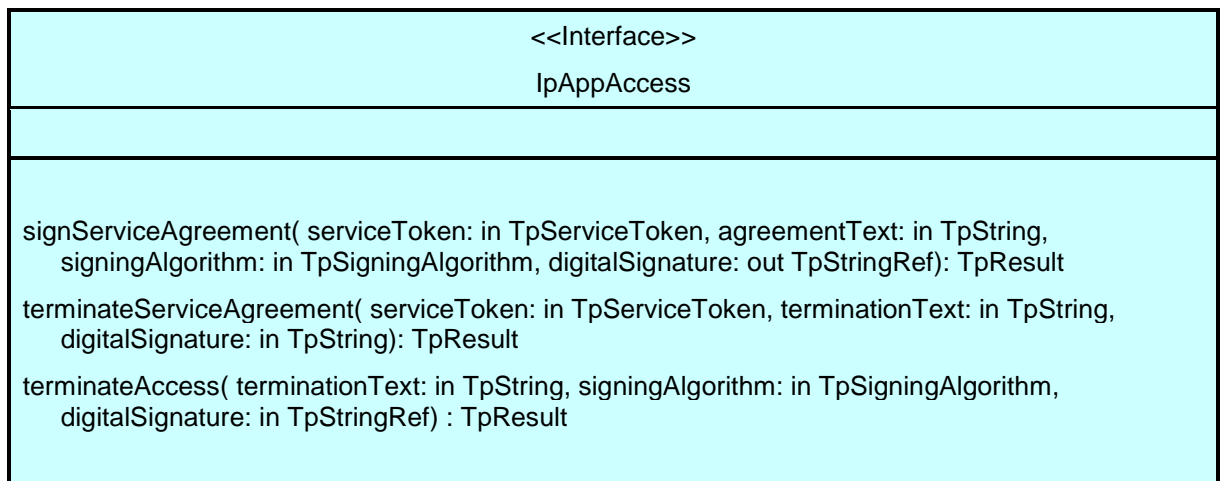 <<Interface>>
IpAppAccess
signServiceAgreement( serviceToken: in TpServiceToken, agreementText: in TpString,
signingAlgorithm: in TpSigningAlgorithm, digitalSignature: out TpStringRef): TpResult
terminateServiceAgreement( serviceToken: in TpServiceToken, terminationText: in TpString,
digitalSignature: in TpString): TpResult
terminateAccess( terminationText: in TpString, signingAlgorithm: in TpSigningAlgorithm,
digitalSignature: in TpStringRef) : TpResult